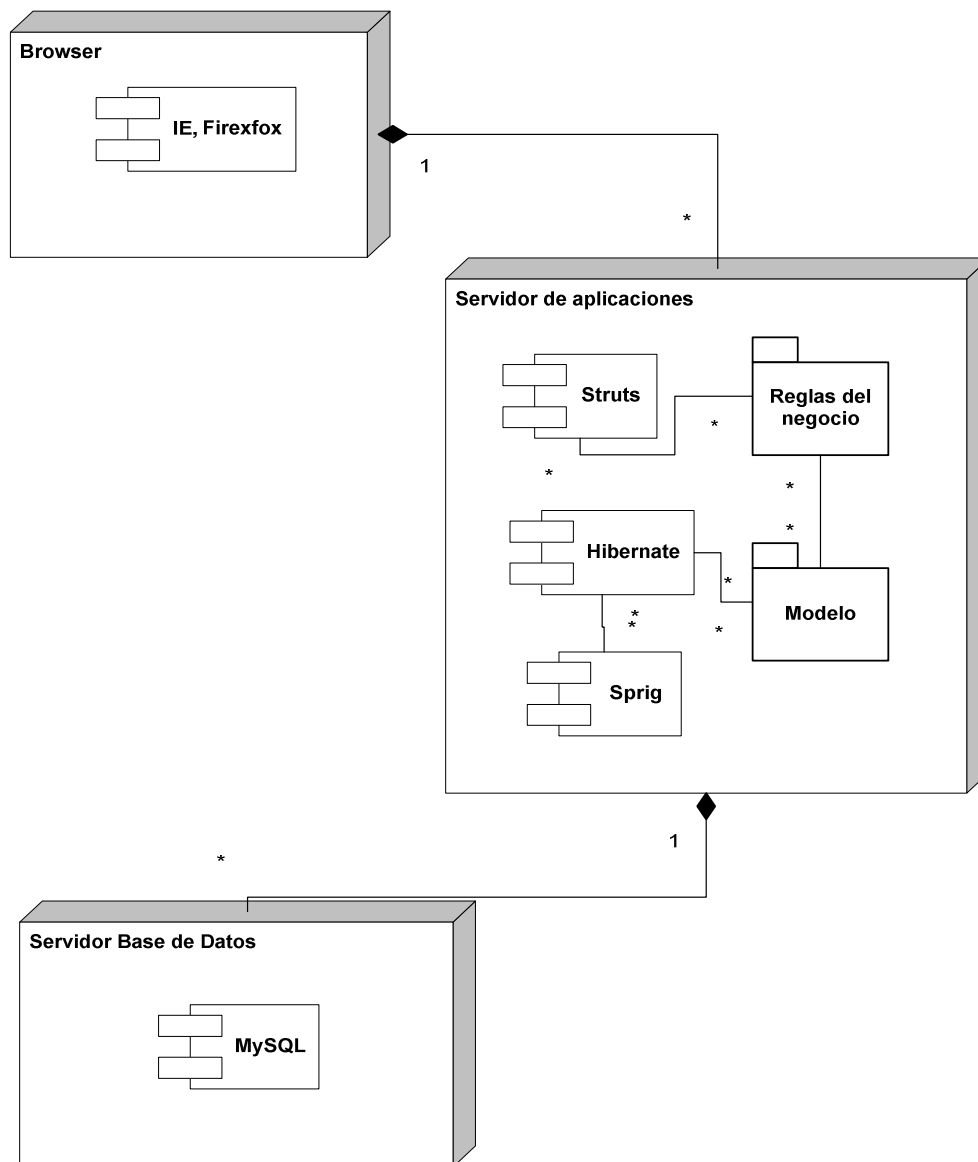 Browser
IE, Firexfox
1
*
Servidor de aplicaciones
Struts
Reglas del
negocio
*
*
*
*
Hibernate
*
Modelo
*
*
*
Sprig
1
*
Servidor Base de Datos
MySQL